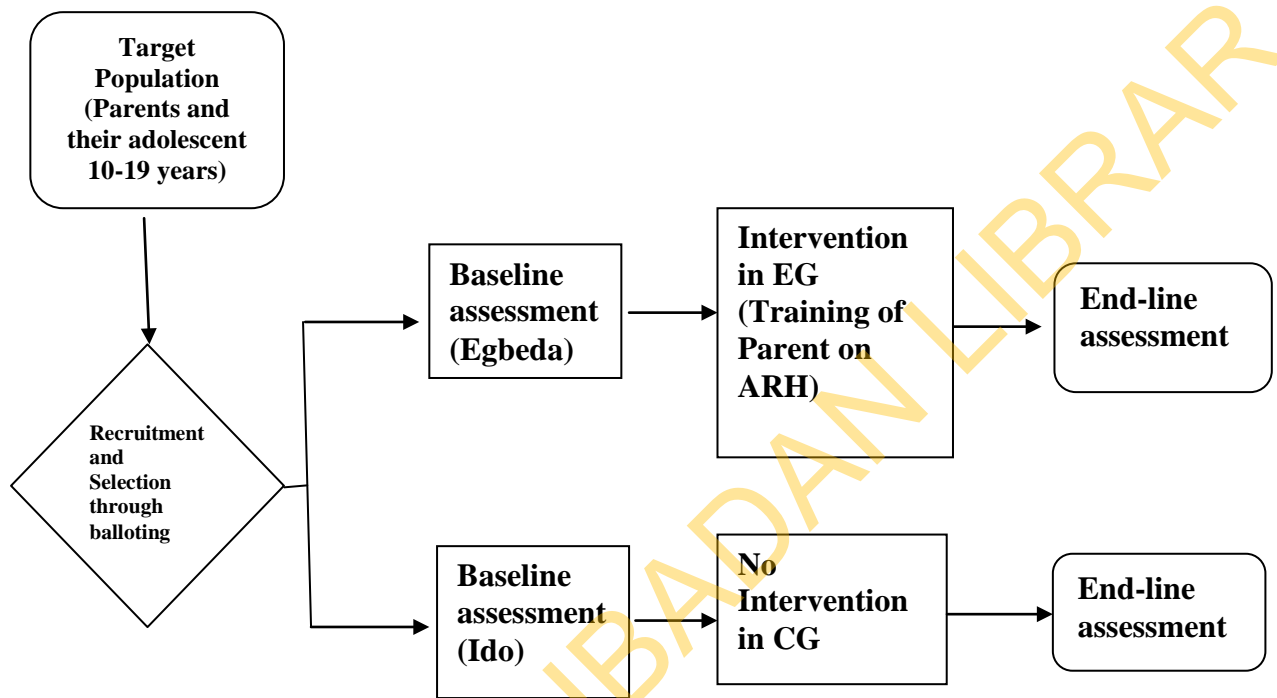 Target
Population
(Parents and
their adolescent
10-19 years)
Recruitment
and
Selection
through
balloting
Baseline
assessment
(Egbeda)
Intervention
in EG
(Training of
Parent on
ARH)
End-line
assessment
Baseline
assessment
(Ido)
No
Intervention
in CG
End-line
assessment
IBADAN LIBRAR